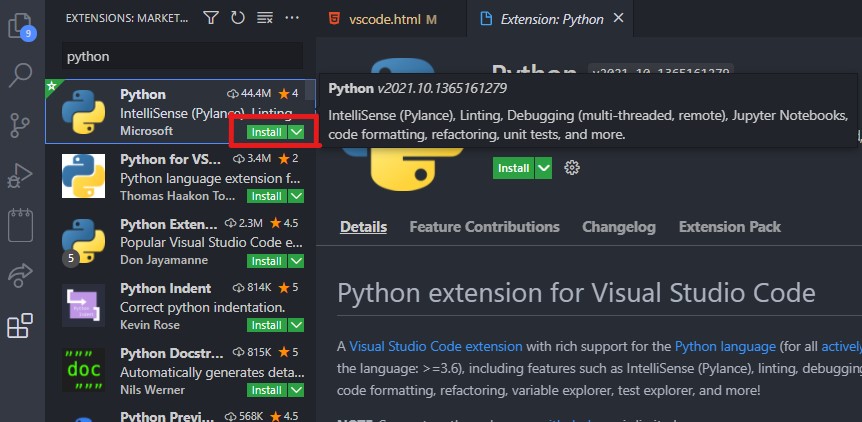 EXTENSIONS: MARKET...
9
python
Python 44.4M 4
IntelliSense (Pylance), Linting,
Microsoft Install
Python for VS... 3.4M 2
Python language extension f...
Thomas Haakon To... Install
Python Exten... 2.3M 4.5
Popular Visual Studio Code e...
5 Don Jayamanne Install
Python Indent 814K 5
Correct python indentation.
Kevin Rose Install
Python Docstr... 815K 5
"""
doc
"""
Automatically generates deta...
Nils Werner Install
Python Previ... 568K 4.5
vscode.html M
Extension: Python
Python v2021.10.1365161279
Python v2021.10.1365161279
IntelliSense (Pylance), Linting, Debugging (multi-threaded, remote), Jupyter Notebooks,
code formatting, refactoring, unit tests, and more.
Install
Details Feature Contributions Changelog Extension Pack
Python extension for Visual Studio Code
A Visual Studio Code extension with rich support for the Python language (for all actively
the language: >=3.6), including features such as IntelliSense (Pylance), linting, debugging
code formatting, refactoring, variable explorer, test explorer, and more!